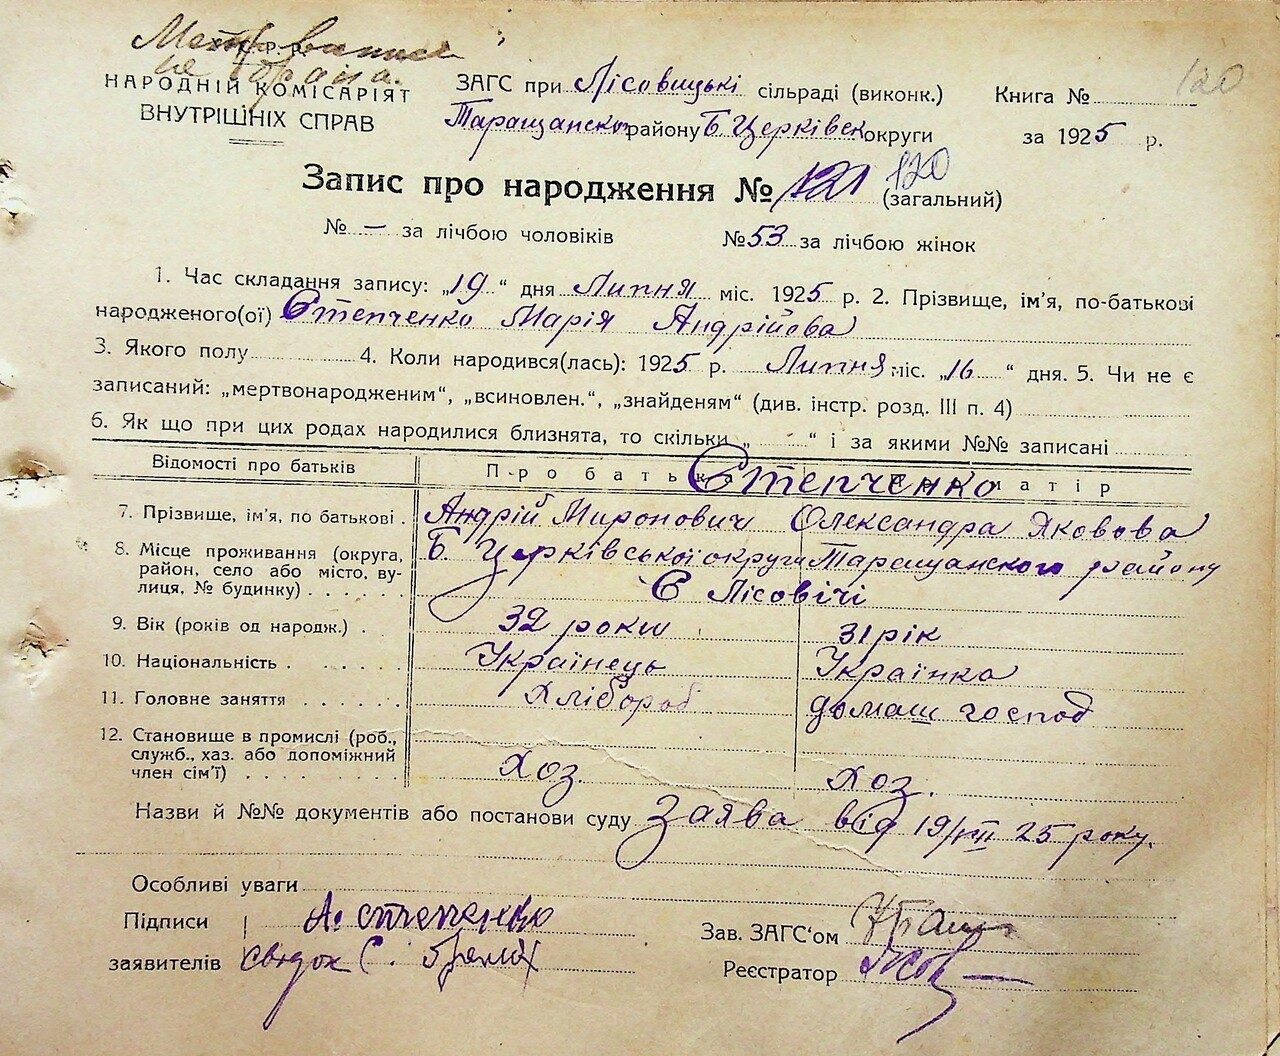 У.С.Р.Р.
не брала.
НАРОДНІЙ КОМІСАРІЯТ
ВНУТРІШНІХ СПРАВ
ЗАГС при Лісовицькі сільраді (виконк.)
Таращанско району Б. Церківськ округи
Книга №
120
за 1925 р.
Запис про народження № 121 120 (загальний)
№ — за лічбою чоловіків №53 за лічбою жінок
1. Час складання запису: „19“ дня Липня міс. 1925 р. 2. Прізвище, ім'я, по-батькові
народженого(ої) Степченко Марія Андрійова
3. Якого полу 4. Коли народився(лась): 1925 р. Липня міс. „16“ дня. 5. Чи не є
записаний: „мертвонародженим“, „всиновлен.“, „знайденям“ (див. інстр. розд. III п. 4)
6. Як що при цих родах народилися близнята, то скільки „ “ і за якими №№ записані
Відомості про батьків Про батька Степченко Про матір
7. Прізвище, ім'я, по батькові. Андрій Миронович Олександра Яковова
8. Місце проживання (округа, район, село або місто, вулиця, № будинку) Б. Церківської округи Таращанского району
С Лісовічі
9. Вік (років од народж.) 32 роки 31 рік
10. Національність Українець Українка
11. Головне заняття Хлібороб домаш господ
12. Становище в промислі (роб., служб., хаз. або допоміжний член сім'ї) Хоз. Хоз.
Назви й №№ документів або постанови суду Заява від 19/VII 25 року.
Особливі уваги
Підписи А. Степченко
заявителів свідок С.
Зав. ЗАГС'ом
Реєстратор